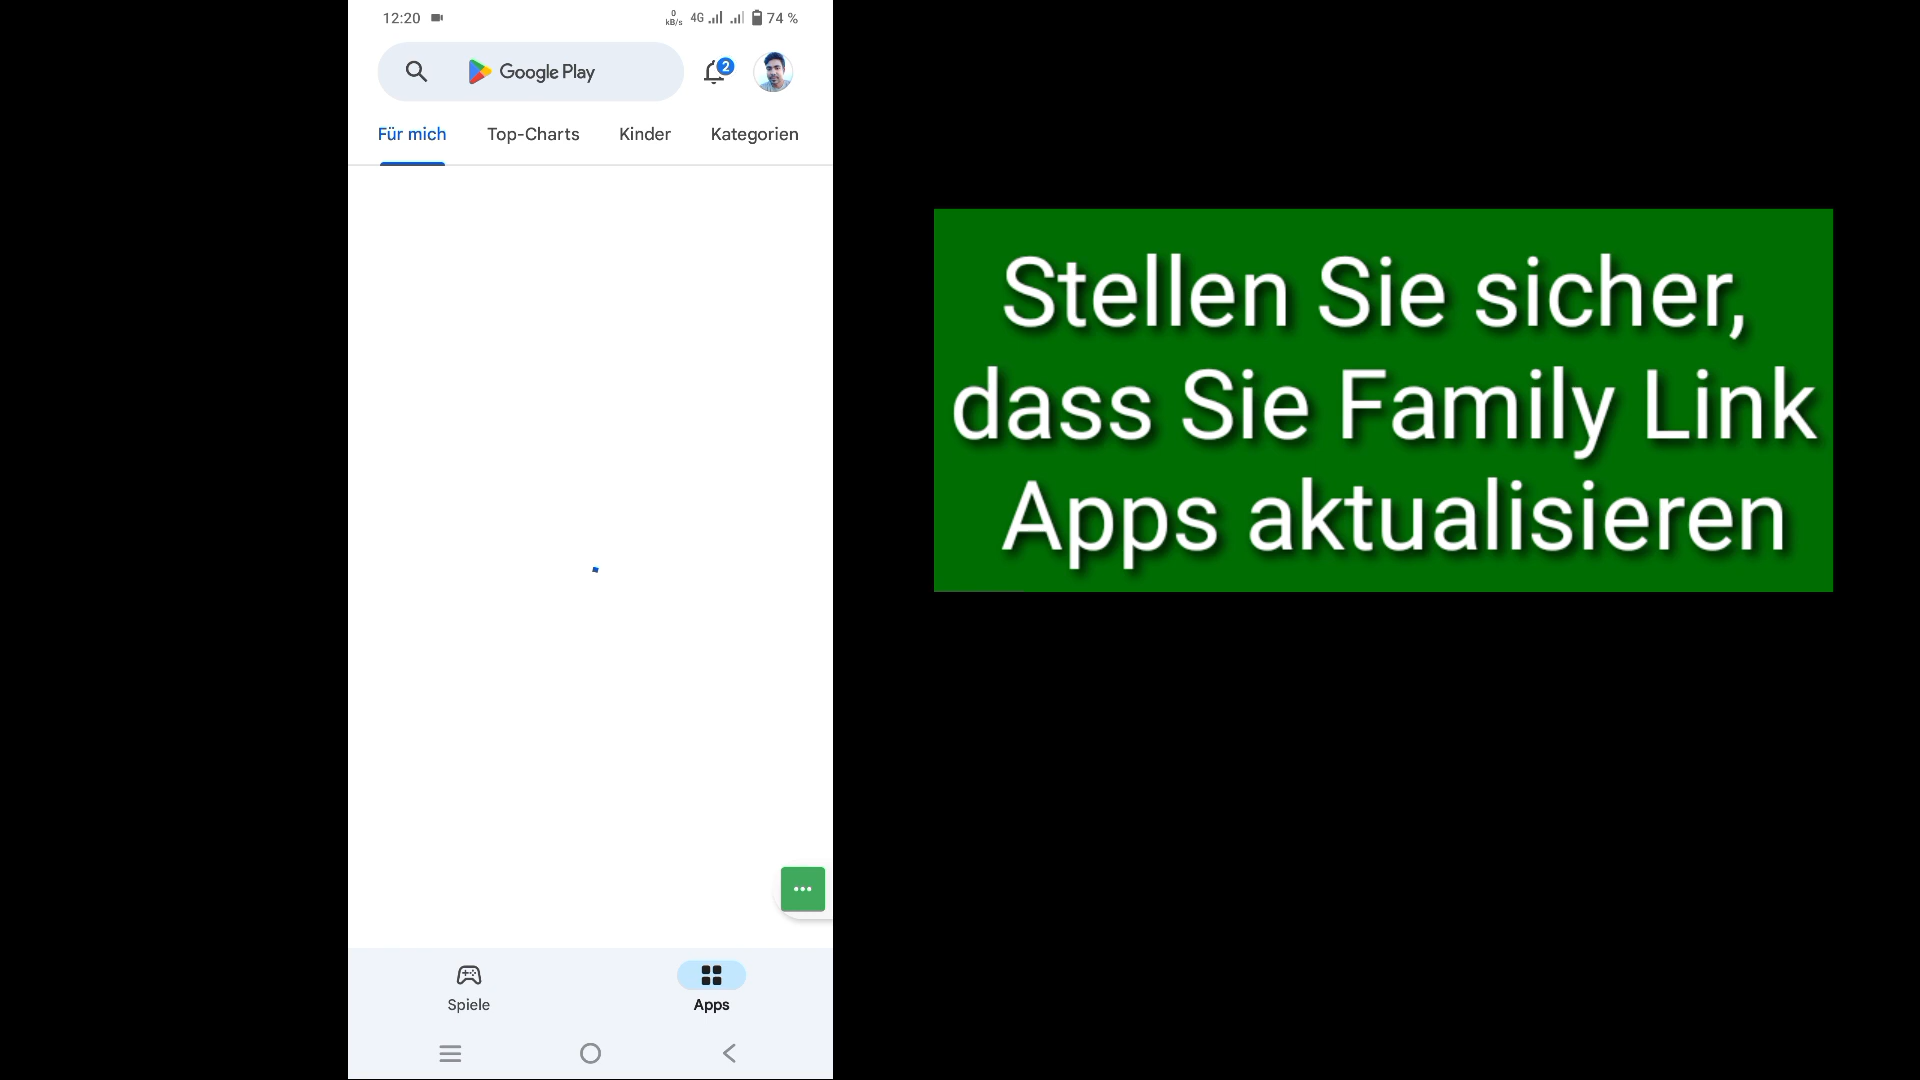 12:20
0
kB/s
4G
74 %
Google Play
2
Für mich
Top-Charts
Kinder
Kategorien
Stellen Sie sicher,
dass Sie Family Link
Apps aktualisieren
Spiele
Apps